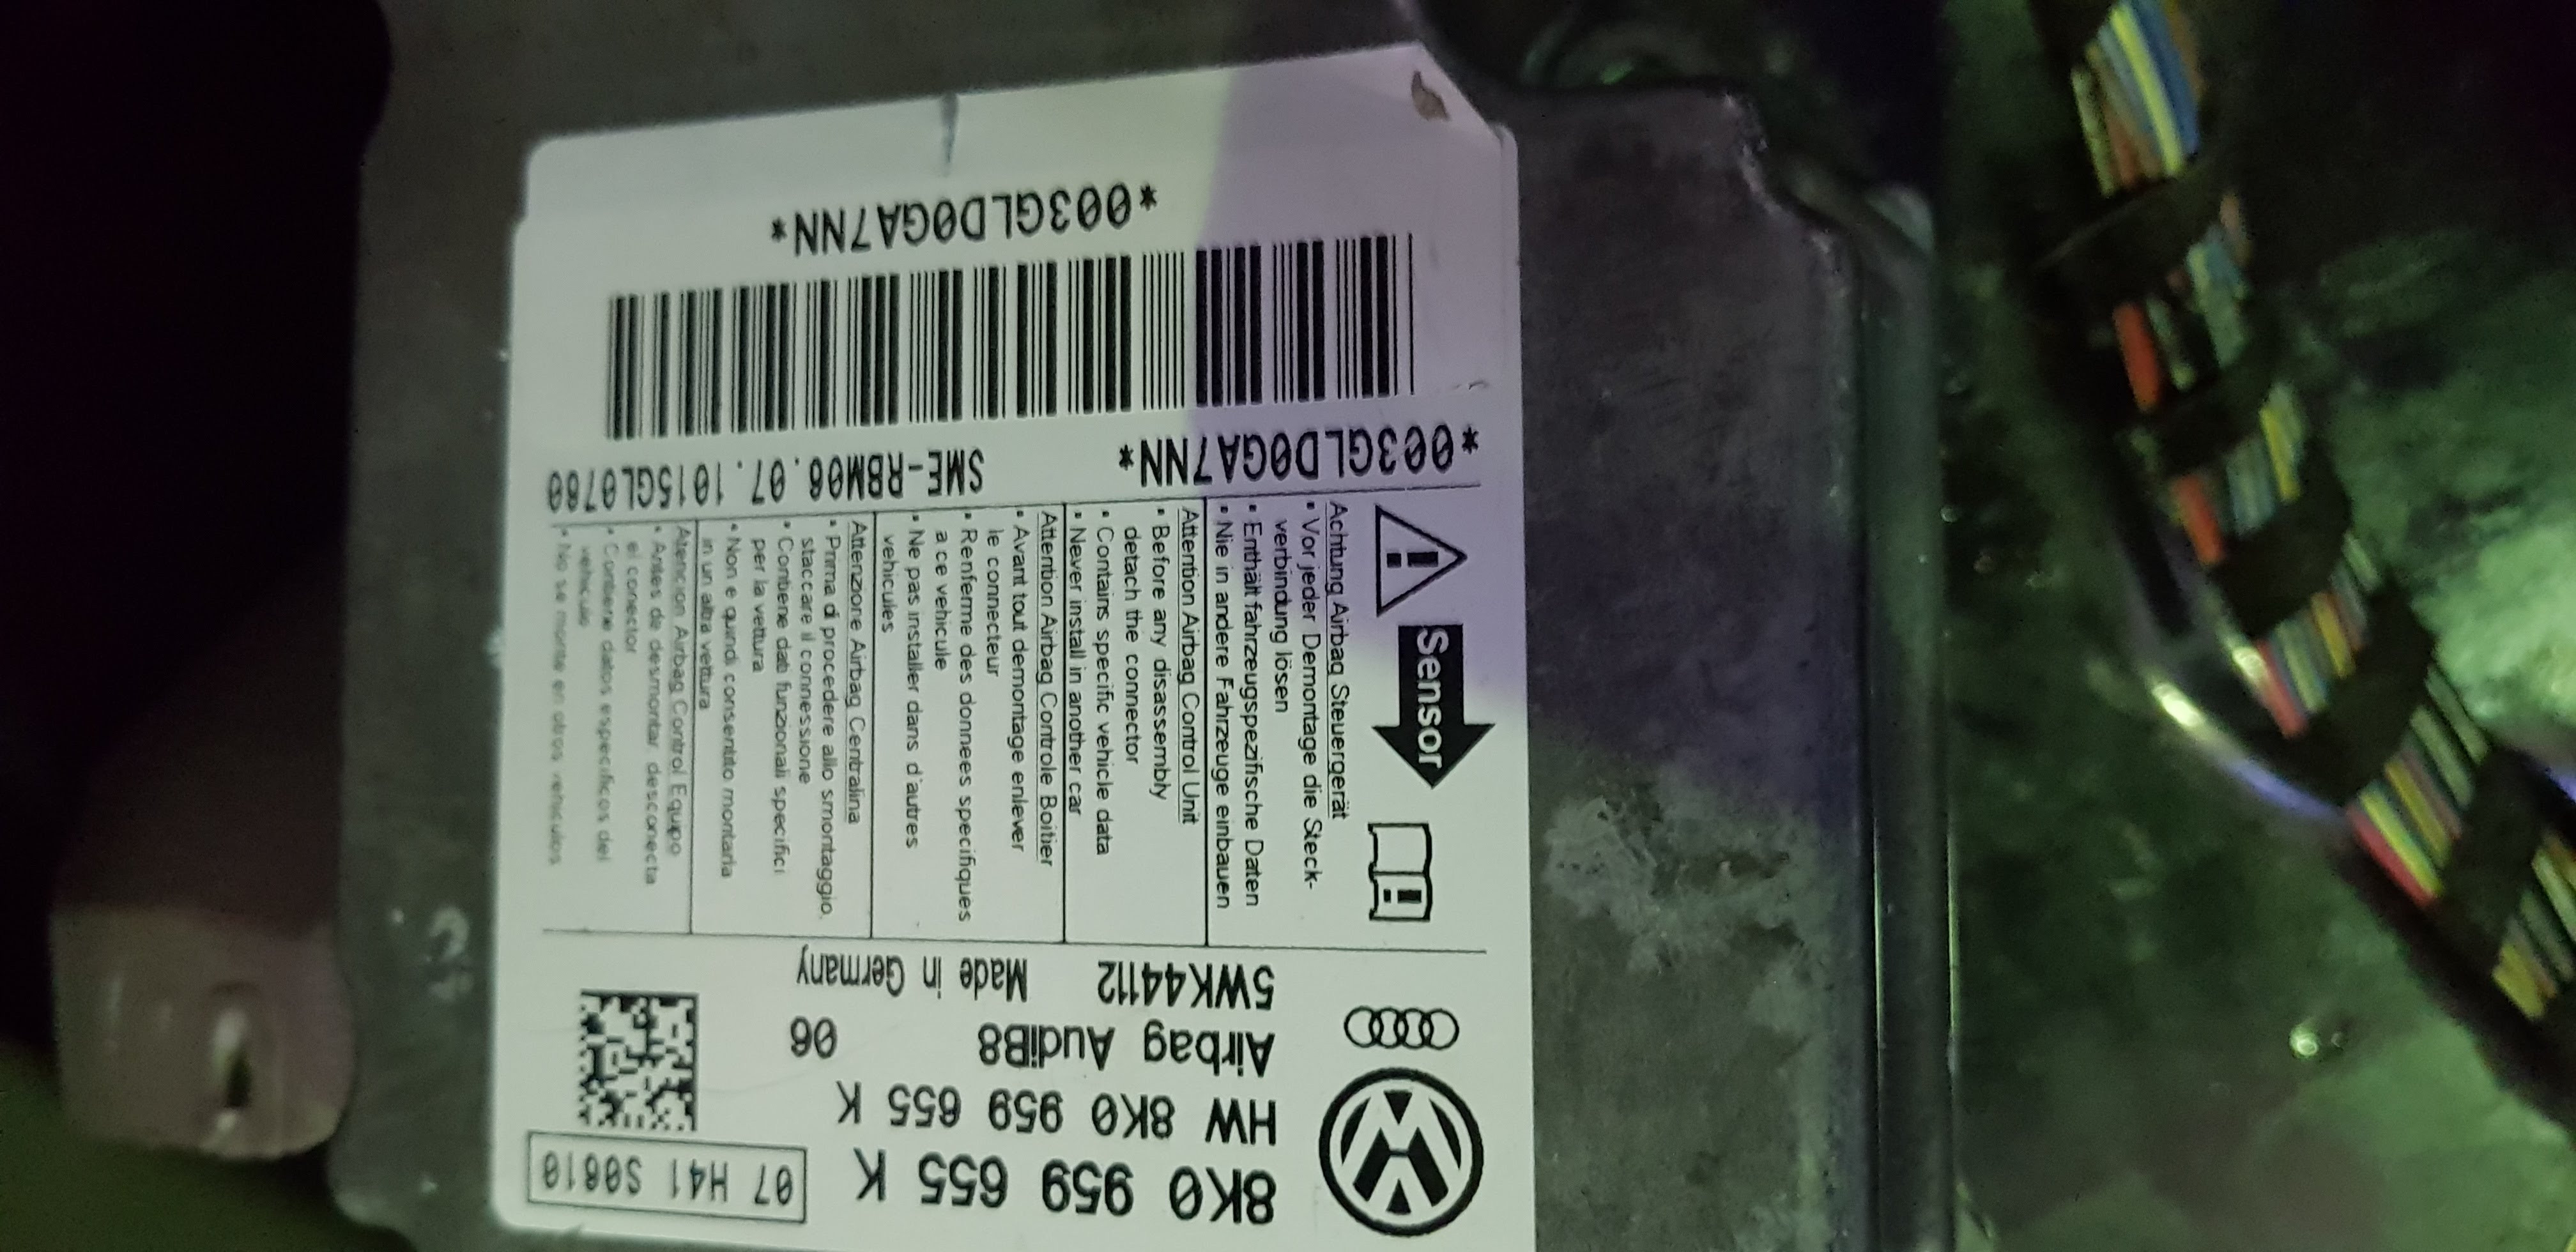 8K0 959 655 K
07 H41 S0610
HW 8K0 959 655 K
Airbag AudiB8
06
5WK44112
Made in Germany
Sensor
Achtung Airbag Steuergerät
• Vor jeder Demontage die Steck-
verbindung lösen
• Enthält fahrzeugspezifische Daten
• Nie in andere Fahrzeuge einbauen
Attention Airbag Control Unit
• Before any disassembly
detach the connector
• Contains specific vehicle data
• Never install in another car
Attention Airbag Controle Boitier
• Avant tout demontage enlever
le connecteur
• Renferme des donnees specifiques
a ce vehicule
• Ne pas installer dans d'autres
vehicules
Attenzione Airbag Centralina
• Prima di procedere allo smontaggio,
staccare il connessione
• Contiene dati funzionali specifici
per la vettura
• Non e quindi consentito montarla
in un altra vettura
Atencion Airbag Control Equipo
• Antes de desmontar desconecta
el conector
• Contiene datos especificos del
vehiculo
• No se monte en otros vehiculos
*003GLD0GA7NN*
SME-RBM06.07.1015GL0760
*003GLD0GA7NN*